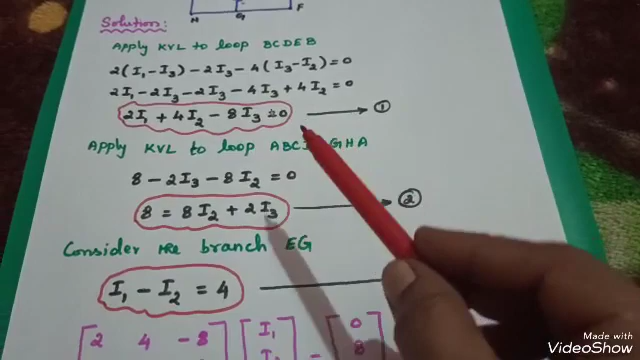 H G F
Solution:
Apply KVL to loop BCDEB
2(I₁-I₃)-2I₃-4(I₃-I₂)=0
2I₁-2I₃-2I₃-4I₃+4I₂=0
2I₁+4I₂-8I₃=0 → ①
Apply KVL to loop ABCD GHA
8-2I₃-8I₂=0
8=8I₂+2I₃ → ②
Consider the branch EG
I₁-I₂=4
2 4 -8 I₁ 0
8
Made with
VideoShow